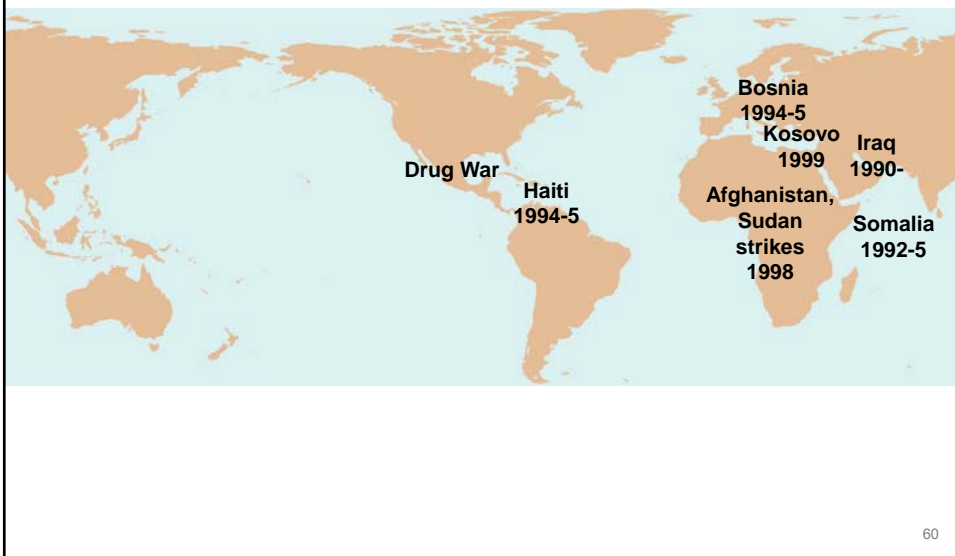 Bosnia
1994-5
Kosovo
1999
Iraq
1990-
Drug War
Haiti
1994-5
Afghanistan,
Sudan
strikes
1998
Somalia
1992-5
60